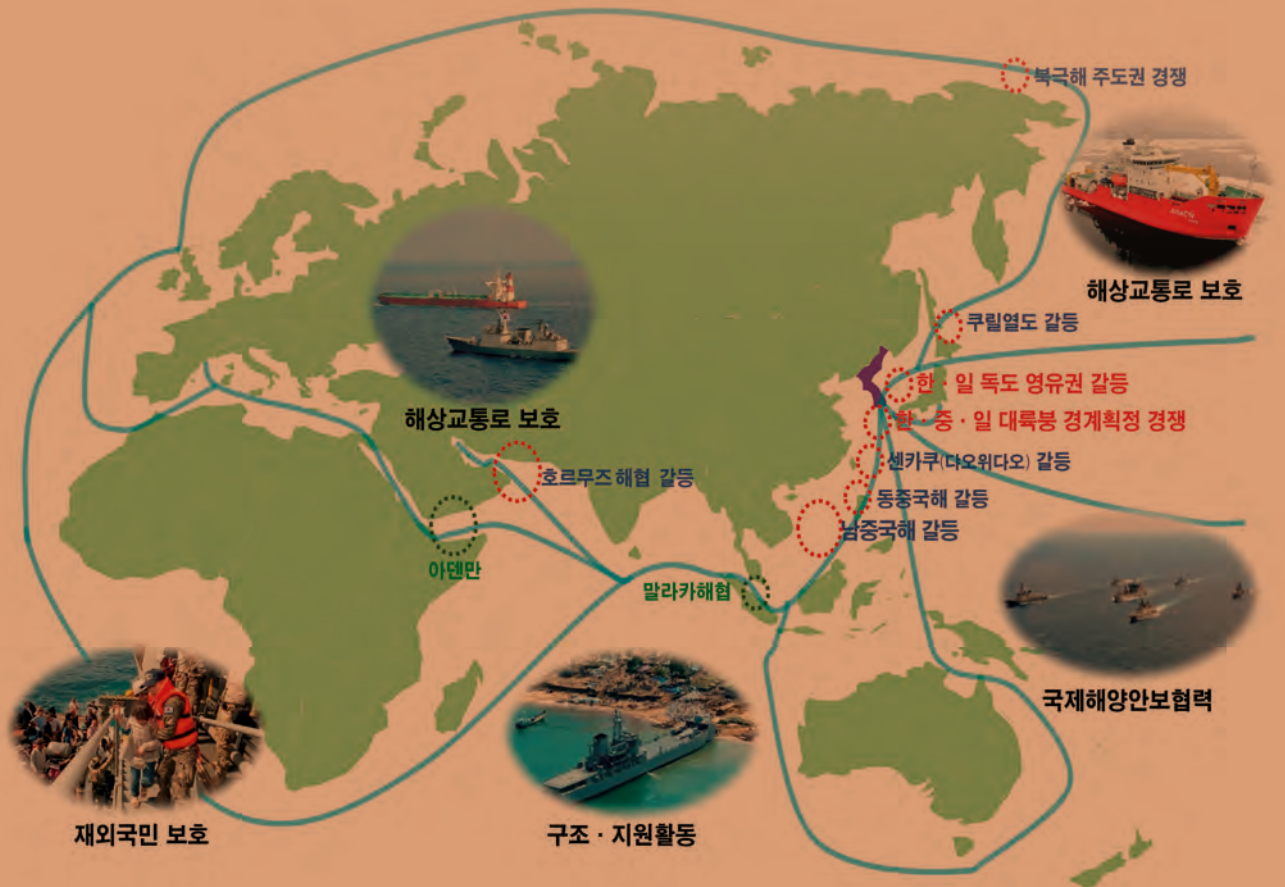 북극해 주도권 경쟁
해상교통로 보호
쿠릴열도 갈등
한·일 독도 영유권 갈등
해상교통로 보호
한·중·일 대륙붕 경계획정 경쟁
센카쿠(다오위다오) 갈등
호르무즈 해협 갈등
동중국해 갈등
남중국해 갈등
아덴만
말라카해협
국제해양안보협력
재외국민 보호
구조·지원활동